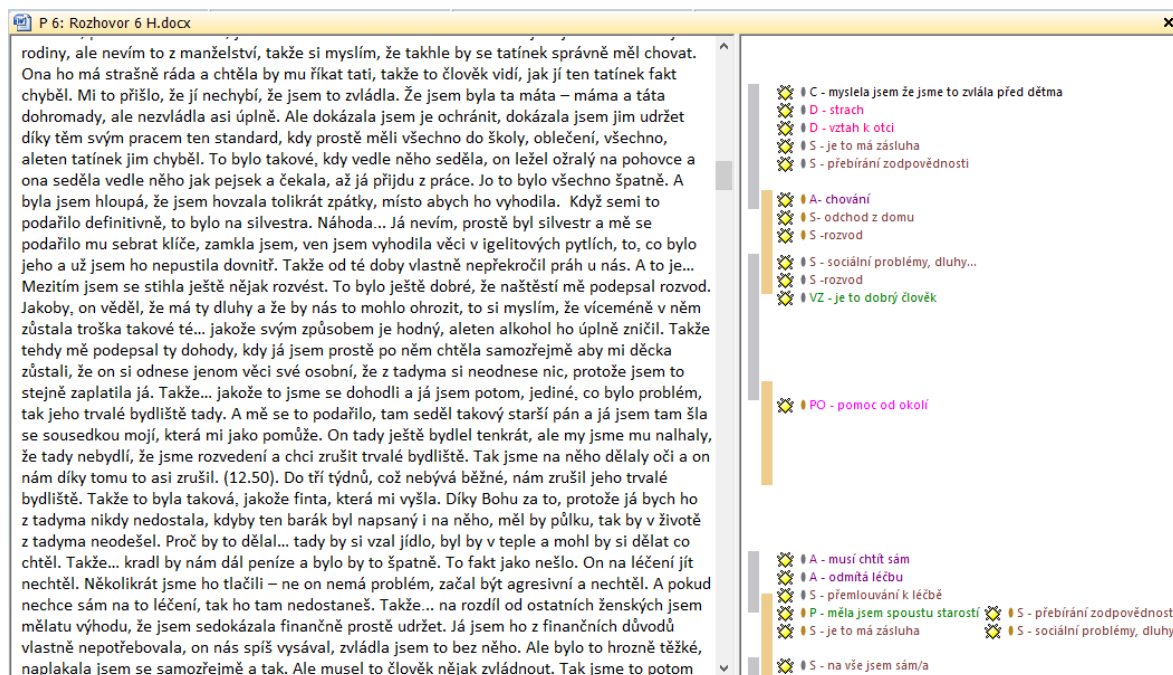 P 6: Rozhovor 6 H.docx
rodiny, ale nevím to z manželství, takže si myslím, že takhle by se tatínek správně měl chovat.
Ona ho má strašně ráda a chtěla by mu říkat tati, takže to člověk vidí, jak jí ten tatínek fakt
chyběl. Mi to přišlo, že jí nechybí, že jsem to zvládla. Že jsem byla ta máta – máma a táta
dohromady, ale nezvládla asi úplně. Ale dokázala jsem je ochránit, dokázala jsem jim udržet
díky těm svým pracem ten standard, kdy prostě měli všechno do školy, oblečení, všechno,
aleten tatínek jim chyběl. To bylo takové, kdy vedle něho seděla, on ležel ožralý na pohovce a
ona seděla vedle něho jak pejsek a čekala, až já přijdu z práce. Jo to bylo všechno špatně. A
byla jsem hloupá, že jsem hovzala tolikrát zpátky, místo abych ho vyhodila.  Když semi to
podařilo definitivně, to bylo na silvestra. Náhoda... Já nevím, prostě byl silvestr a mě se
podařilo mu sebrat klíče, zamkla jsem, ven jsem vyhodila věci v igelitových pytlích, to, co bylo
jeho a už jsem ho nepustila dovnitř. Takže od té doby vlastně nepřekročil práh u nás. A to je...
Mezitím jsem se stihla ještě nějak rozvést. To bylo ještě dobré, že naštěstí mě podepsal rozvod.
Jakoby, on věděl, že má ty dluhy a že by nás to mohlo ohrozit, to si myslím, že víceméně v něm
zůstala troška takové té... jakože svým způsobem je hodný, aleten alkohol ho úplně zničil. Takže
tehdy mě podepsal ty dohody, kdy já jsem prostě po něm chtěla samozřejmě aby mi děcka
zůstali, že on si odnese jenom věci své osobní, že z tadyma si neodnese nic, protože jsem to
stejně zaplatila já. Takže... jakože to jsme se dohodli a já jsem potom, jediné, co bylo problém,
tak jeho trvalé bydliště tady. A mě se to podařilo, tam seděl takový starší pán a já jsem tam šla
se sousedkou mojí, která mi jako pomůže. On tady ještě bydlel tenkrát, ale my jsme mu nalhaly,
že tady nebydlí, že jsme rozvedení a chci zrušit trvalé bydliště. Tak jsme na něho dělaly oči a on
nám díky tomu to asi zrušil. (12.50). Do tří týdnů, což nebývá běžné, nám zrušil jeho trvalé
bydliště. Takže to byla taková, jakože finta, která mi vyšla. Díky Bohu za to, protože já bych ho
z tadyma nikdy nedostala, kdyby ten barák byl napsaný i na něho, měl by půlku, tak by v životě
z tadyma neodešel. Proč by to dělal... tady by si vzal jídlo, byl by v teple a mohl by si dělat co
chtěl. Takže... kradl by nám dál peníze a bylo by to špatně. To fakt jako nešlo. On na léčení jít
nechtěl. Několikrát jsme ho tlačili – ne on nemá problém, začal být agresivní a nechtěl. A pokud
nechce sám na to léčení, tak ho tam nedostaneš. Takže... na rozdíl od ostatních ženských jsem
mělatu výhodu, že jsem sedokázala finančně prostě udržet. Já jsem ho z finančních důvodů
vlastně nepotřebovala, on nás spíš vysával, zvládla jsem to bez něho. Ale bylo to hrozně těžké,
naplakala jsem se samozřejmě a tak. Ale musel to člověk nějak zvládnout. Tak jsme to potom
C - myslela jsem že jsme to zvlála před dětma
D - strach
D - vztah k otci
S - je to má zásluha
S - přebírání zodpovědnosti
A- chování
S- odchod z domu
S -rozvod
S - sociální problémy, dluhy...
S -rozvod
VZ - je to dobrý člověk
PO - pomoc od okolí
A - musí chtít sám
A - odmítá léčbu
S - přemlouvání k léčbě
P - měla jsem spoustu starostí S - přebírání zodpovědnost
S - je to má zásluha S - sociální problémy, dluhy
S - na vše jsem sám/a